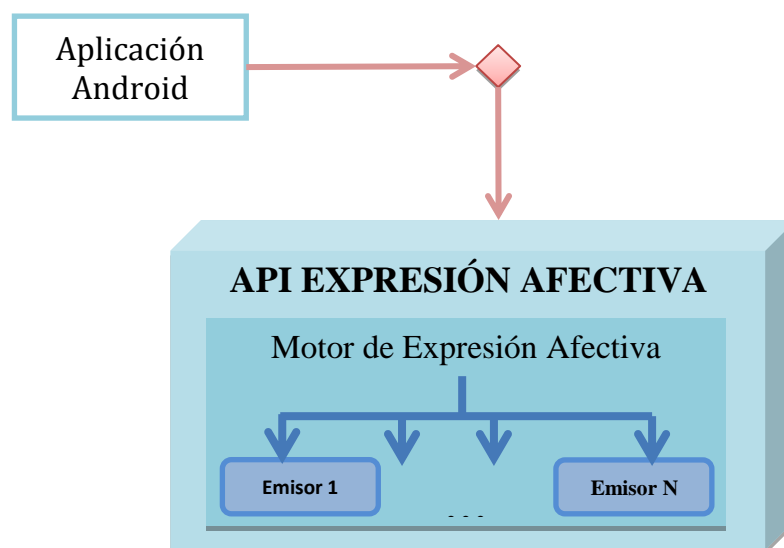 Aplicación
Android
API EXPRESIÓN AFECTIVA
Motor de Expresión Afectiva
Emisor 1
- - -
Emisor N